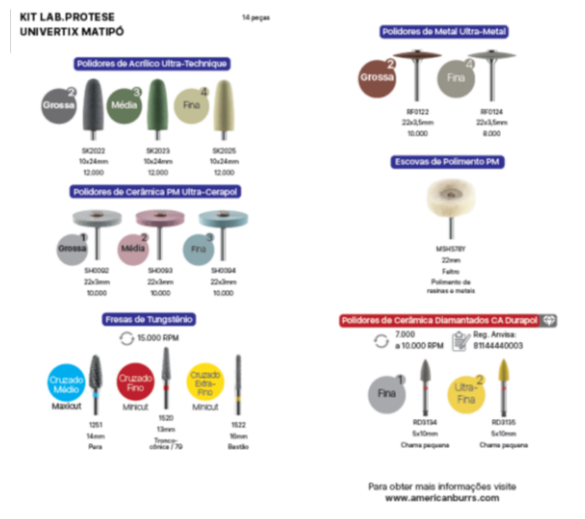 KIT LAB.PROTESE
UNIVERTIX MATIPÓ
14 peças
Polidores de Acrílico Ultra-Technique
2
Grossa
3
Média
4
Fina
SK2022
10x24mm
12.000
SK2023
10x24mm
12.000
SK2025
10x24mm
12.000
Polidores de Cerâmica PM Ultra-Cerapol
1
Grossa
2
Média
3
Fina
SH0092
22x3mm
10.000
SH0093
22x3mm
10.000
SH0094
22x3mm
10.000
Fresas de Tungstênio
15.000 RPM
Cruzado
Médio
Maxicut
Cruzado
Fino
Minicut
Cruzado
Extra-
Fino
Minicut
1251
14mm
Pera
1520
13mm
Tronco-
cônica / 79
1522
16mm
Bastão
Polidores de Metal Ultra-Metal
2
Grossa
4
Fina
RF0122
22x3,5mm
10.000
RF0124
22x3,5mm
8.000
Escovas de Polimento PM
MSH578Y
22mm
Feltro
Polimento de
resinas e metais
Polidores de Cerâmica Diamantados CA Durapol
7.000
a 10.000 RPM
Reg. Anvisa:
81144440003
1
Fina
2
Ultra-
Fina
RD3134
5x10mm
Chama pequena
RD3135
5x10mm
Chama pequena
Para obter mais informações visite
www.americanburrs.com